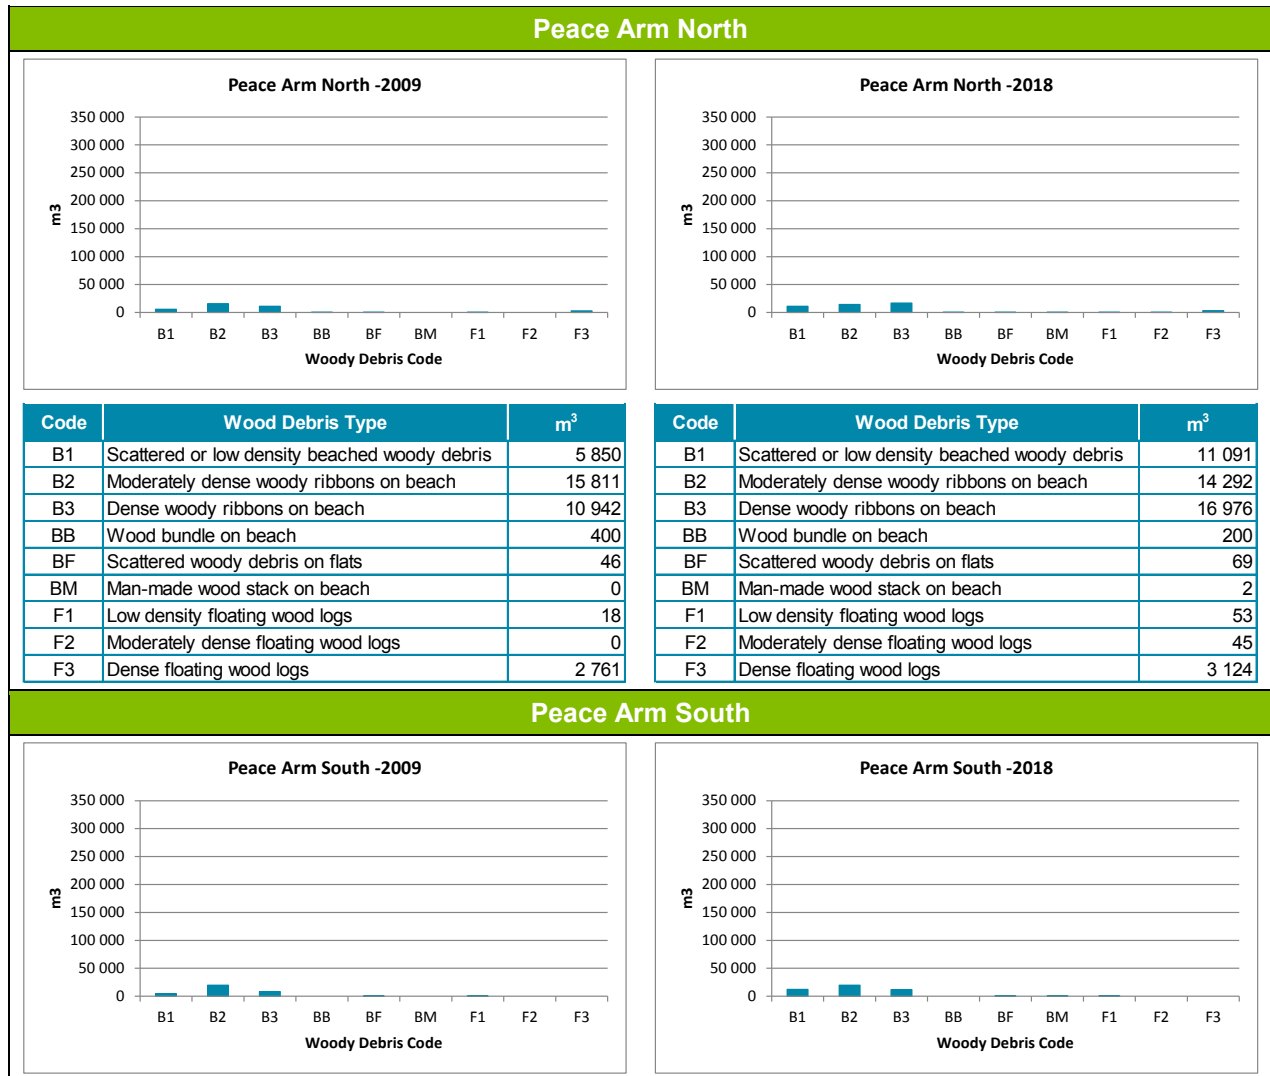 Peace Arm North
Peace Arm North -2009
350 000
300 000
250 000
200 000
150 000
100 000
50 000
0
m3
B1 B2 B3 BB BF BM F1 F2 F3
Woody Debris Code
Peace Arm North -2018
350 000
300 000
250 000
200 000
150 000
100 000
50 000
0
m3
B1 B2 B3 BB BF BM F1 F2 F3
Woody Debris Code
Code Wood Debris Type m³
B1 Scattered or low density beached woody debris 5 850
B2 Moderately dense woody ribbons on beach 15 811
B3 Dense woody ribbons on beach 10 942
BB Wood bundle on beach 400
BF Scattered woody debris on flats 46
BM Man-made wood stack on beach 0
F1 Low density floating wood logs 18
F2 Moderately dense floating wood logs 0
F3 Dense floating wood logs 2 761
Code Wood Debris Type m³
B1 Scattered or low density beached woody debris 11 091
B2 Moderately dense woody ribbons on beach 14 292
B3 Dense woody ribbons on beach 16 976
BB Wood bundle on beach 200
BF Scattered woody debris on flats 69
BM Man-made wood stack on beach 2
F1 Low density floating wood logs 53
F2 Moderately dense floating wood logs 45
F3 Dense floating wood logs 3 124
Peace Arm South
Peace Arm South -2009
350 000
300 000
250 000
200 000
150 000
100 000
50 000
0
m3
B1 B2 B3 BB BF BM F1 F2 F3
Woody Debris Code
Peace Arm South -2018
350 000
300 000
250 000
200 000
150 000
100 000
50 000
0
m3
B1 B2 B3 BB BF BM F1 F2 F3
Woody Debris Code